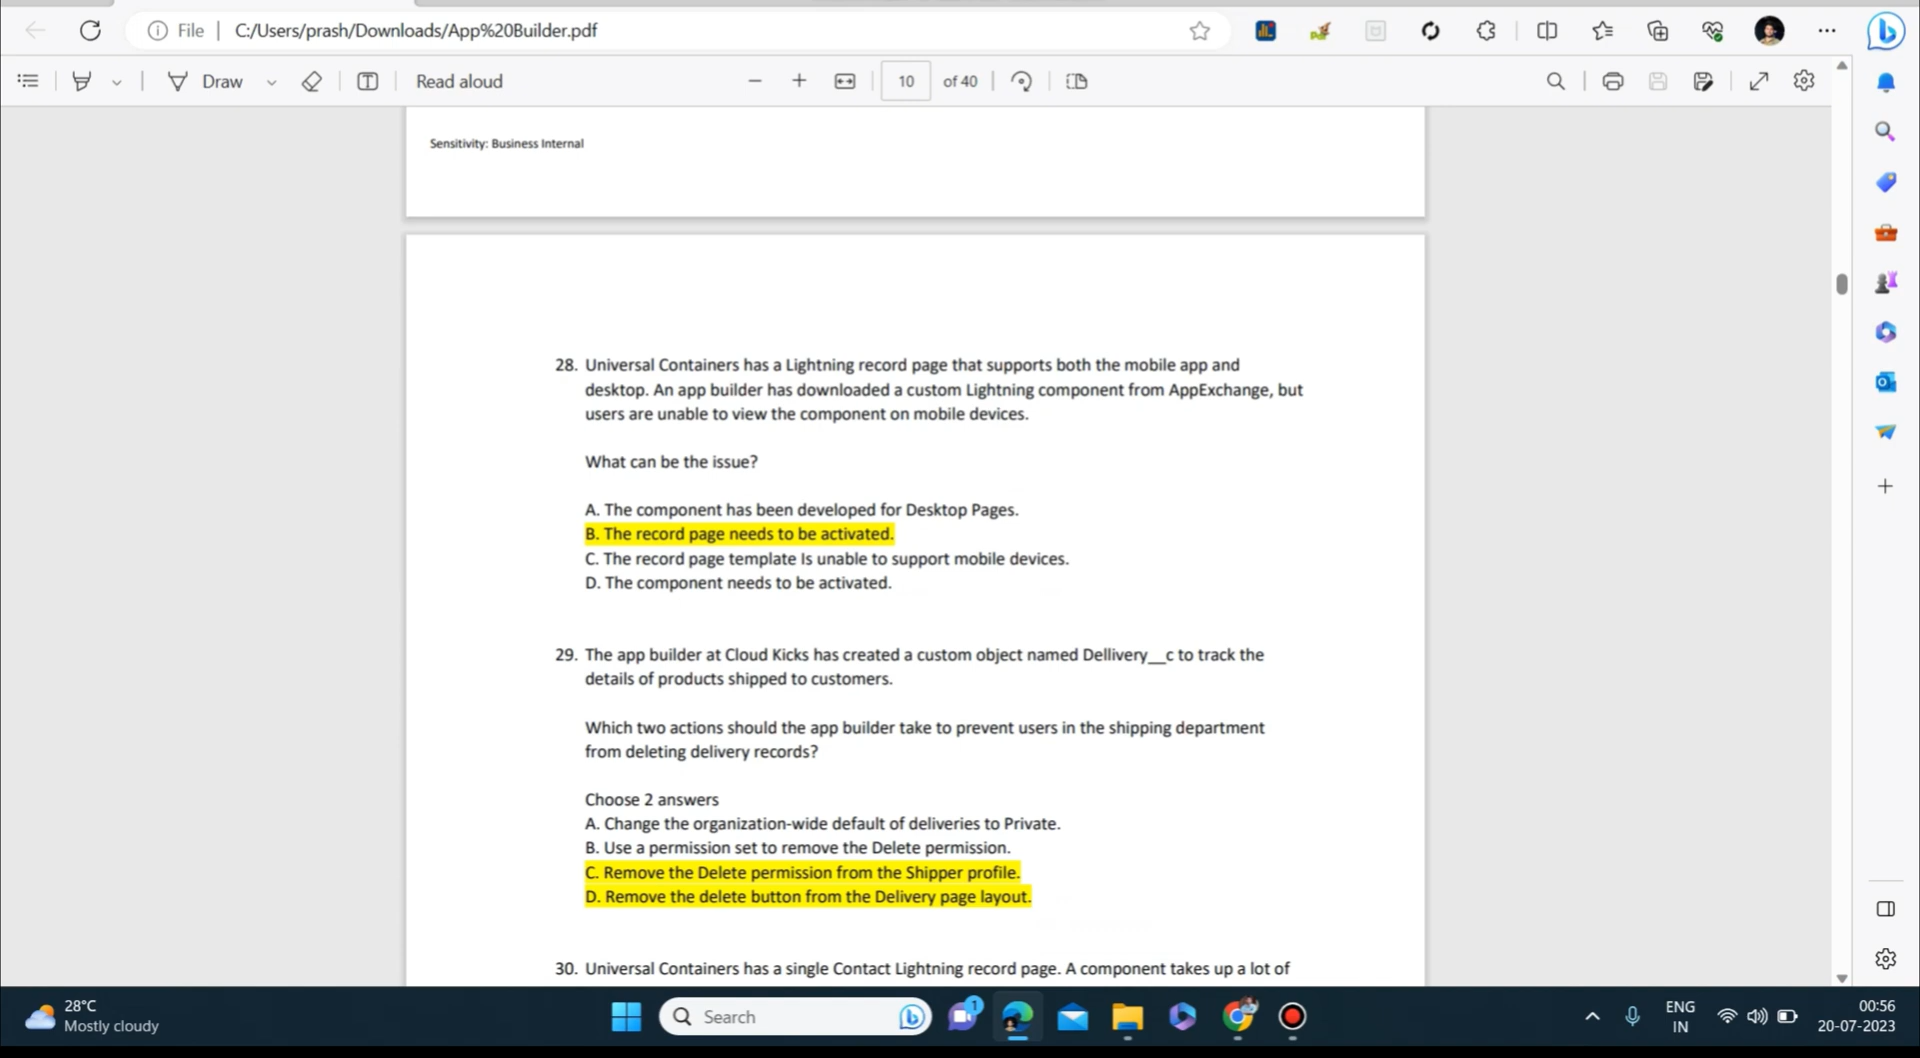 File
C:/Users/prash/Downloads/App%20Builder.pdf
Draw
Read aloud
10 of 40
Sensitivity: Business Internal
28. Universal Containers has a Lightning record page that supports both the mobile app and
desktop. An app builder has downloaded a custom Lightning component from AppExchange, but
users are unable to view the component on mobile devices.
What can be the issue?
A. The component has been developed for Desktop Pages.
B. The record page needs to be activated.
C. The record page template Is unable to support mobile devices.
D. The component needs to be activated.
29. The app builder at Cloud Kicks has created a custom object named Dellivery__c to track the
details of products shipped to customers.
Which two actions should the app builder take to prevent users in the shipping department
from deleting delivery records?
Choose 2 answers
A. Change the organization-wide default of deliveries to Private.
B. Use a permission set to remove the Delete permission.
C. Remove the Delete permission from the Shipper profile.
D. Remove the delete button from the Delivery page layout.
30. Universal Containers has a single Contact Lightning record page. A component takes up a lot of
28°C
Mostly cloudy
Search
1
ENG
IN
00:56
20-07-2023